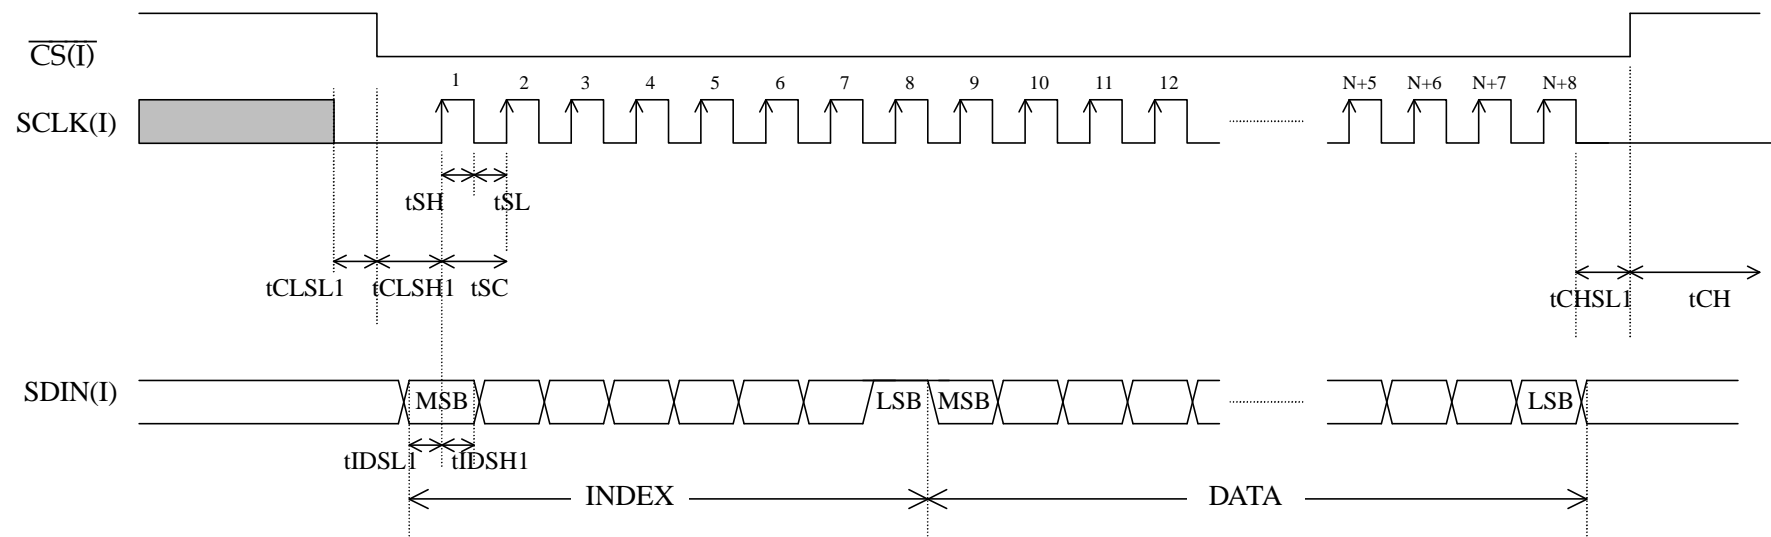 CS(I)
1 2 3 4 5 6 7 8 9 10 11 12 N+5 N+6 N+7 N+8
SCLK(I)
tSH tSL
tCLSL1 tCLSH1 tSC tCHSL1 tCH
SDIN(I) MSB LSB MSB LSB
tIDSL1 tIDSH1
INDEX DATA